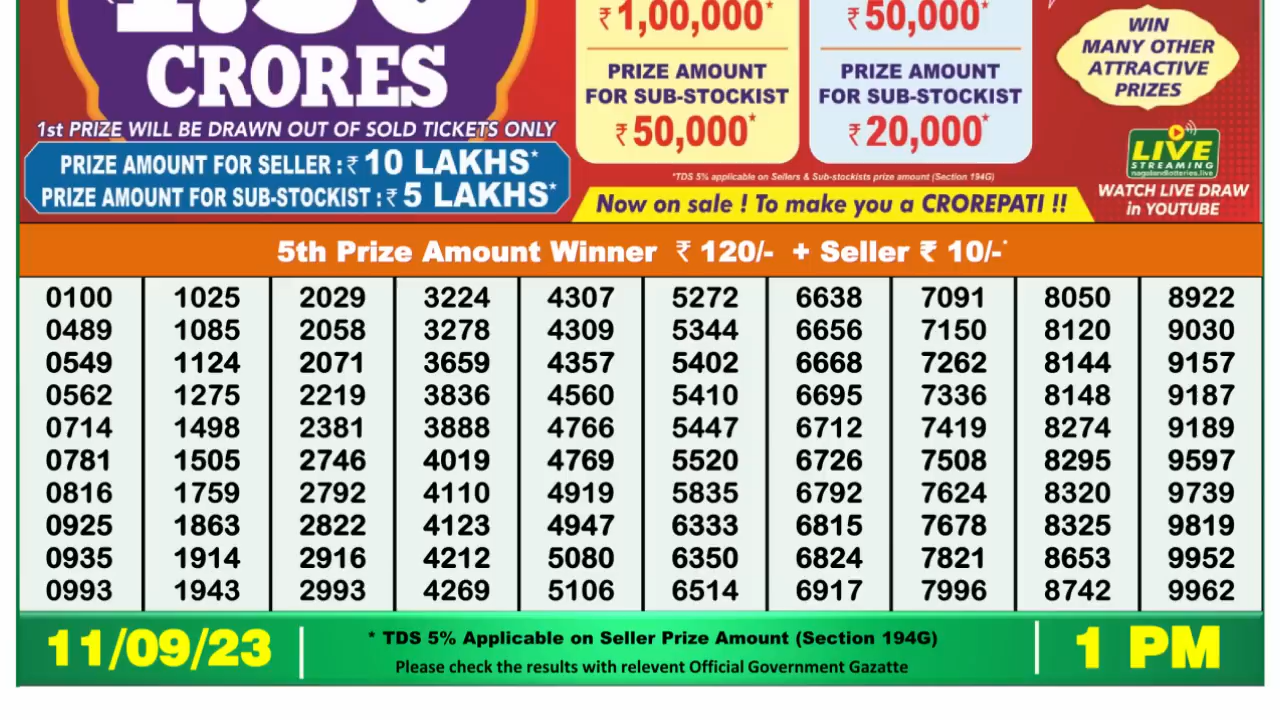 CRORES
1st PRIZE WILL BE DRAWN OUT OF SOLD TICKETS ONLY
PRIZE AMOUNT FOR SELLER : ₹ 10 LAKHS*
PRIZE AMOUNT FOR SUB-STOCKIST : ₹ 5 LAKHS*
₹ 1,00,000*
PRIZE AMOUNT
FOR SUB-STOCKIST
₹ 50,000*
₹ 50,000*
PRIZE AMOUNT
FOR SUB-STOCKIST
₹ 20,000*
*TDS 5% applicable on Sellers & Sub-stockists prize amount (Section 194G)
Now on sale ! To make you a CROREPATI !!
WIN
MANY OTHER
ATTRACTIVE
PRIZES
LIVE
STREAMING
nagalandlotteries.live
WATCH LIVE DRAW
in YOUTUBE
5th Prize Amount Winner ₹ 120/- + Seller ₹ 10/-*
0100 1025 2029 3224 4307 5272 6638 7091 8050 8922
0489 1085 2058 3278 4309 5344 6656 7150 8120 9030
0549 1124 2071 3659 4357 5402 6668 7262 8144 9157
0562 1275 2219 3836 4560 5410 6695 7336 8148 9187
0714 1498 2381 3888 4766 5447 6712 7419 8274 9189
0781 1505 2746 4019 4769 5520 6726 7508 8295 9597
0816 1759 2792 4110 4919 5835 6792 7624 8320 9739
0925 1863 2822 4123 4947 6333 6815 7678 8325 9819
0935 1914 2916 4212 5080 6350 6824 7821 8653 9952
0993 1943 2993 4269 5106 6514 6917 7996 8742 9962
11/09/23
* TDS 5% Applicable on Seller Prize Amount (Section 194G)
Please check the results with relevent Official Government Gazatte
1 PM